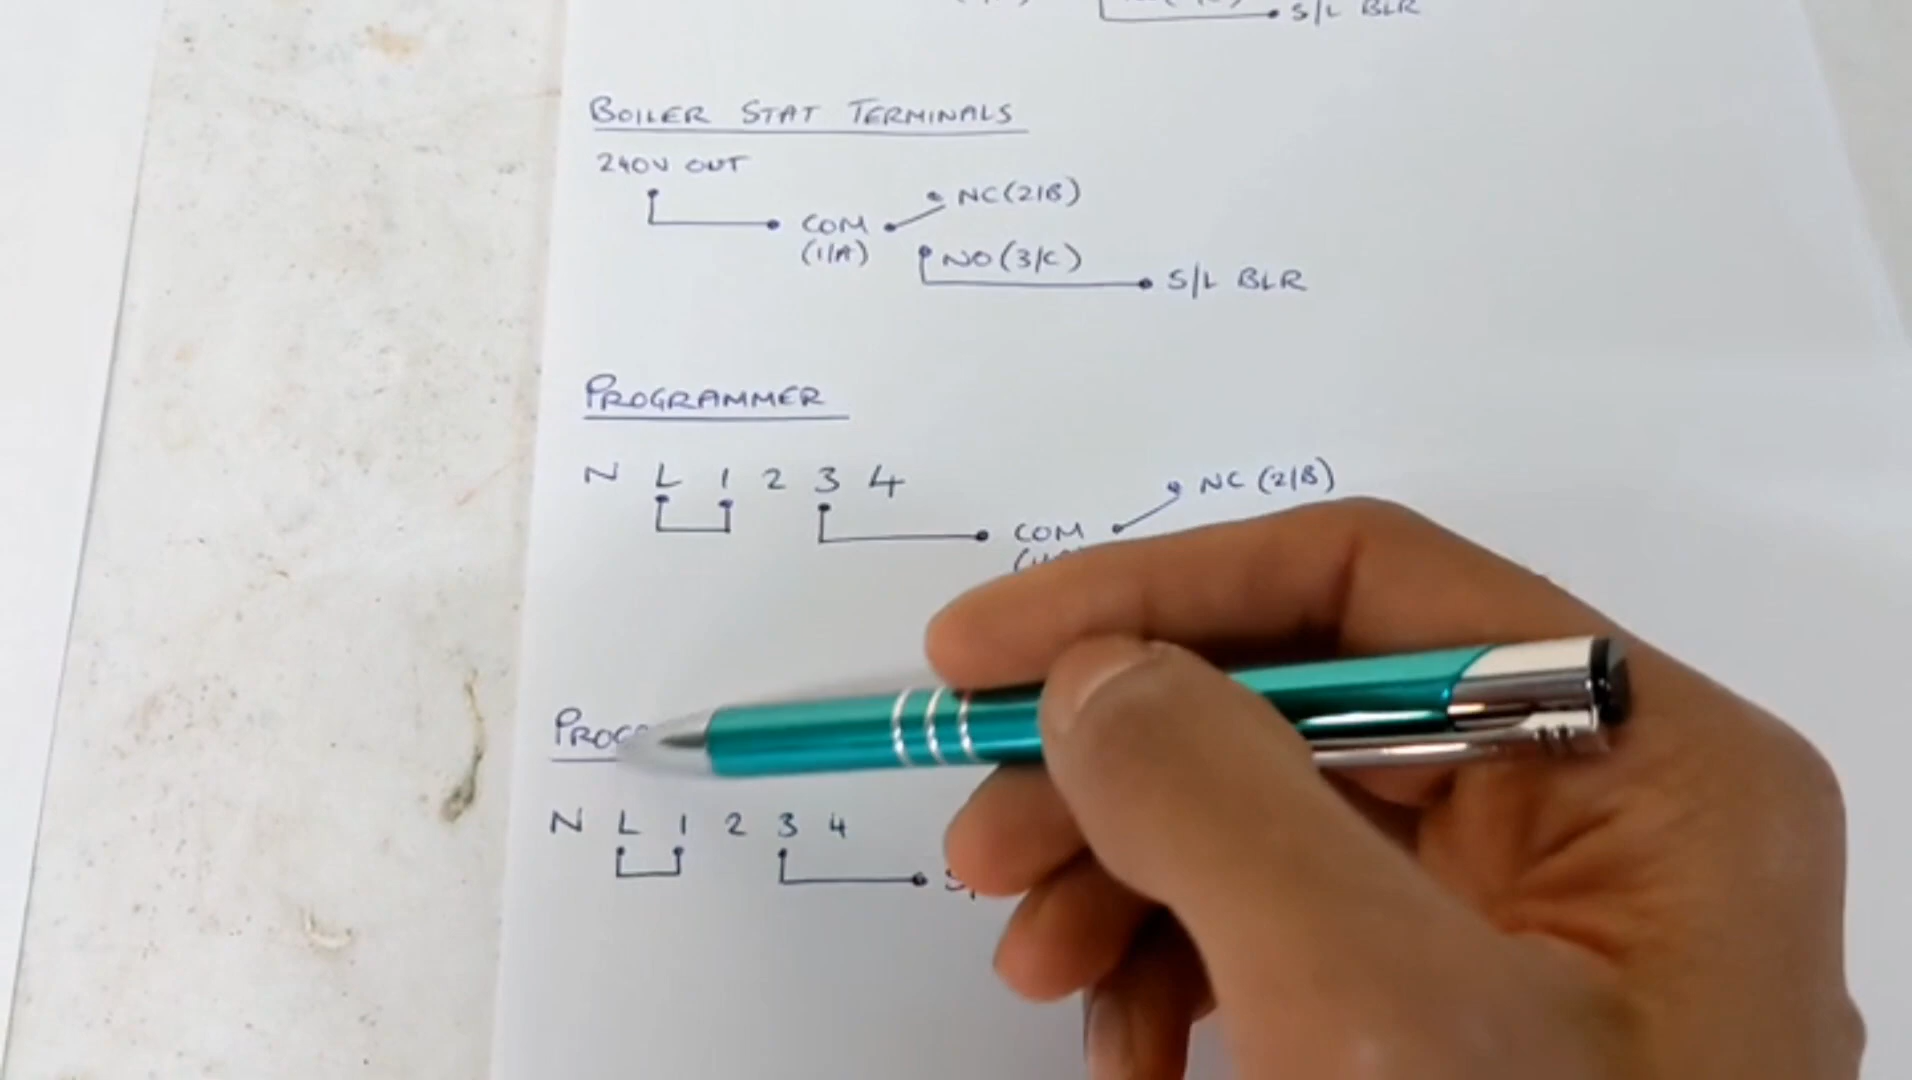 S/L BLR
BOILER STAT TERMINALS
240V OUT
NC (2/B)
COM
(1/A)
NO (3/C)
S/L BLR
PROGRAMMER
N L 1 2 3 4
NC (2/B)
COM
N L 1 2 3 4